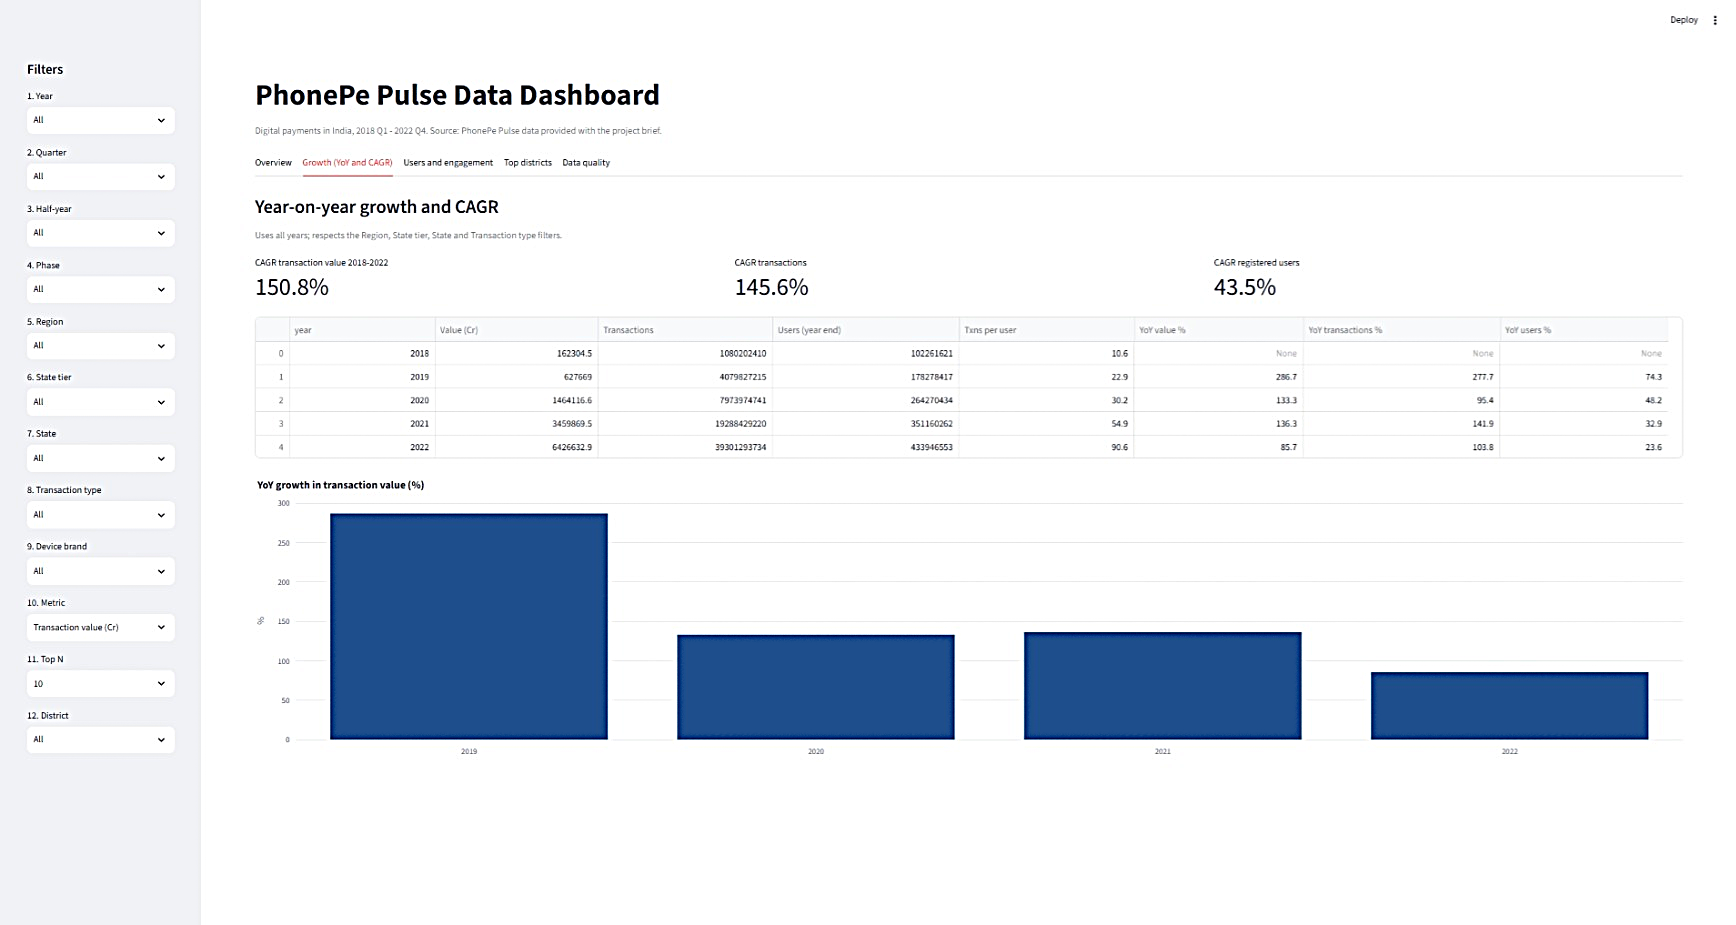 Deploy
Filters
1. Year
All
2. Quarter
All
3. Half-year
All
4. Phase
All
5. Region
All
6. State tier
All
7. State
All
8. Transaction type
All
9. Device brand
All
10. Metric
Transaction value (Cr)
11. Top N
10
12. District
All
PhonePe Pulse Data Dashboard
Digital payments in India, 2018 Q1 - 2022 Q4. Source: PhonePe Pulse data provided with the project brief.
Overview Growth (YoY and CAGR) Users and engagement Top districts Data quality
Year-on-year growth and CAGR
Uses all years; respects the Region, State tier, State and Transaction type filters.
CAGR transaction value 2018-2022 CAGR transactions CAGR registered users
150.8% 145.6% 43.5%
year Value (Cr) Transactions Users (year end) Txns per user YoY value % YoY transactions % YoY users %
0 2018 162304.5 1080202410 102261621 10.6 None None None
1 2019 627669 4079827215 178278417 22.9 286.7 277.7 74.3
2 2020 1464116.6 7973974741 264270434 30.2 133.3 95.4 48.2
3 2021 3459869.5 19288429220 351160262 54.9 136.3 141.9 32.9
4 2022 6426632.9 39301293734 433946553 90.6 85.7 103.8 23.6
YoY growth in transaction value (%)
300
250
200
150
100
50
0
%
2019 2020 2021 2022